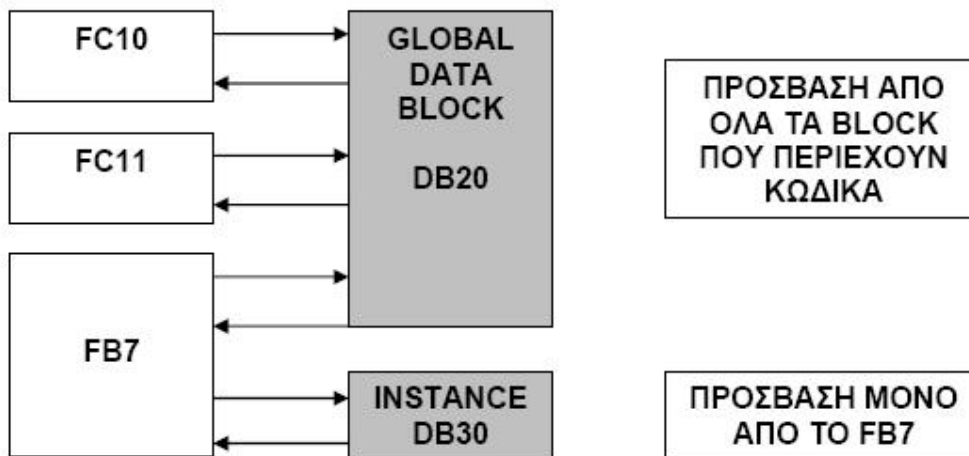 FC10
GLOBAL
DATA
BLOCK
DB20
ΠΡΟΣΒΑΣΗ ΑΠΟ
ΟΛΑ ΤΑ BLOCK
ΠΟΥ ΠΕΡΙΕΧΟΥΝ
ΚΩΔΙΚΑ
FC11
FB7
INSTANCE
DB30
ΠΡΟΣΒΑΣΗ ΜΟΝΟ
ΑΠΟ ΤΟ FB7